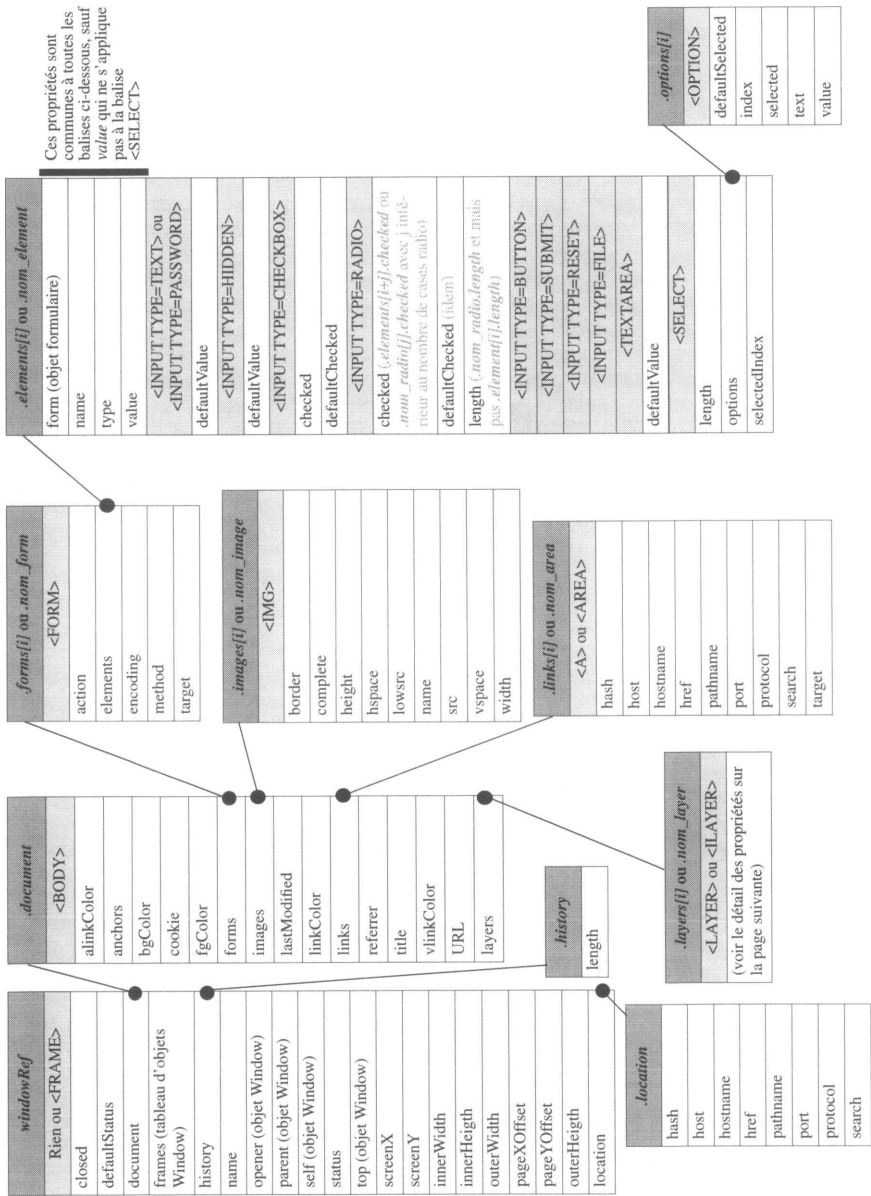 windowRef
Rien ou <FRAME>
closed
defaultStatus
document
frames (tableau d'objets
Window)
history
name
opener (objet Window)
parent (objet Window)
self (objet Window)
status
top (objet Window)
screenX
screenY
innerWidth
innerHeigth
outerWidth
pageXOffset
pageYOffset
outerHeigth
location
.location
hash
host
hostname
href
pathname
port
protocol
search
.document
<BODY>
alinkColor
anchors
bgColor
cookie
fgColor
forms
images
lastModified
linkColor
links
referrer
title
vlinkColor
URL
layers
.history
length
.layers[i] ou .nom_layer
<LAYER> ou <ILAYER>
(voir le détail des propriétés sur
la page suivante)
.forms[i] ou .nom_form
<FORM>
action
elements
encoding
method
target
.images[i] ou .nom_image
<IMG>
border
complete
height
hspace
lowsrc
name
src
vspace
width
.links[i] ou .nom_area
<A> ou <AREA>
hash
host
hostname
href
pathname
port
protocol
search
target
.elements[i] ou .nom_element
form (objet formulaire)
name
type
value
<INPUT TYPE=TEXT> ou
<INPUT TYPE=PASSWORD>
defaultValue
<INPUT TYPE=HIDDEN>
defaultValue
<INPUT TYPE=CHECKBOX>
checked
defaultChecked
<INPUT TYPE=RADIO>
checked (.elements[i+j].checked ou
.nom_radio[j].checked avec j infé-
rieur au nombre de cases radio)
defaultChecked (idem)
length (.nom_radio.length et mais
pas .element[i].length)
<INPUT TYPE=BUTTON>
<INPUT TYPE=SUBMIT>
<INPUT TYPE=RESET>
<INPUT TYPE=FILE>
<TEXTAREA>
defaultValue
<SELECT>
length
options
selectedIndex
Ces propriétés sont
communes à toutes les
balises ci-dessous, sauf
value qui ne s'applique
pas à la balise
<SELECT>
.options[i]
<OPTION>
defaultSelected
index
selected
text
value